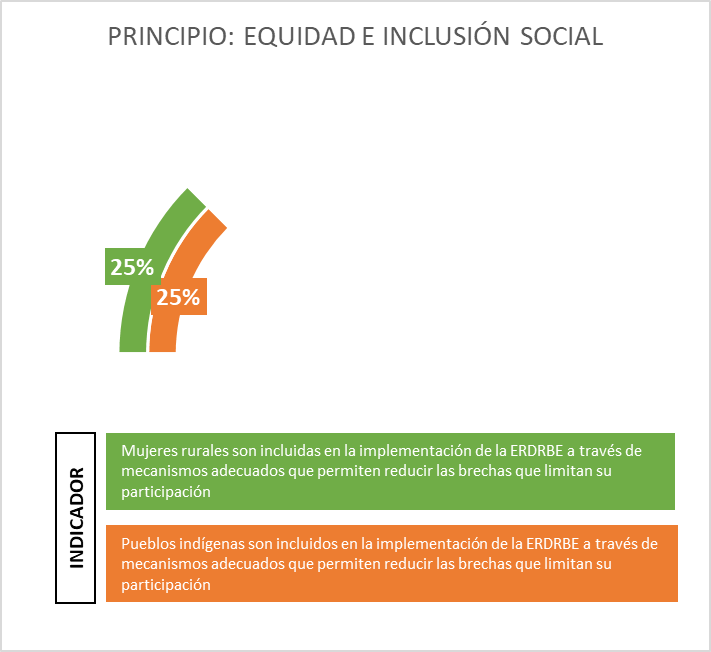 PRINCIPIO: EQUIDAD E INCLUSIÓN SOCIAL
25%
25%
INDICADOR
Mujeres rurales son incluidas en la implementación de la ERDRBE a través de
mecanismos adecuados que permiten reducir las brechas que limitan su
participación
Pueblos indígenas son incluidos en la implementación de la ERDRBE a través de
mecanismos adecuados que permiten reducir las brechas que limitan su
participación